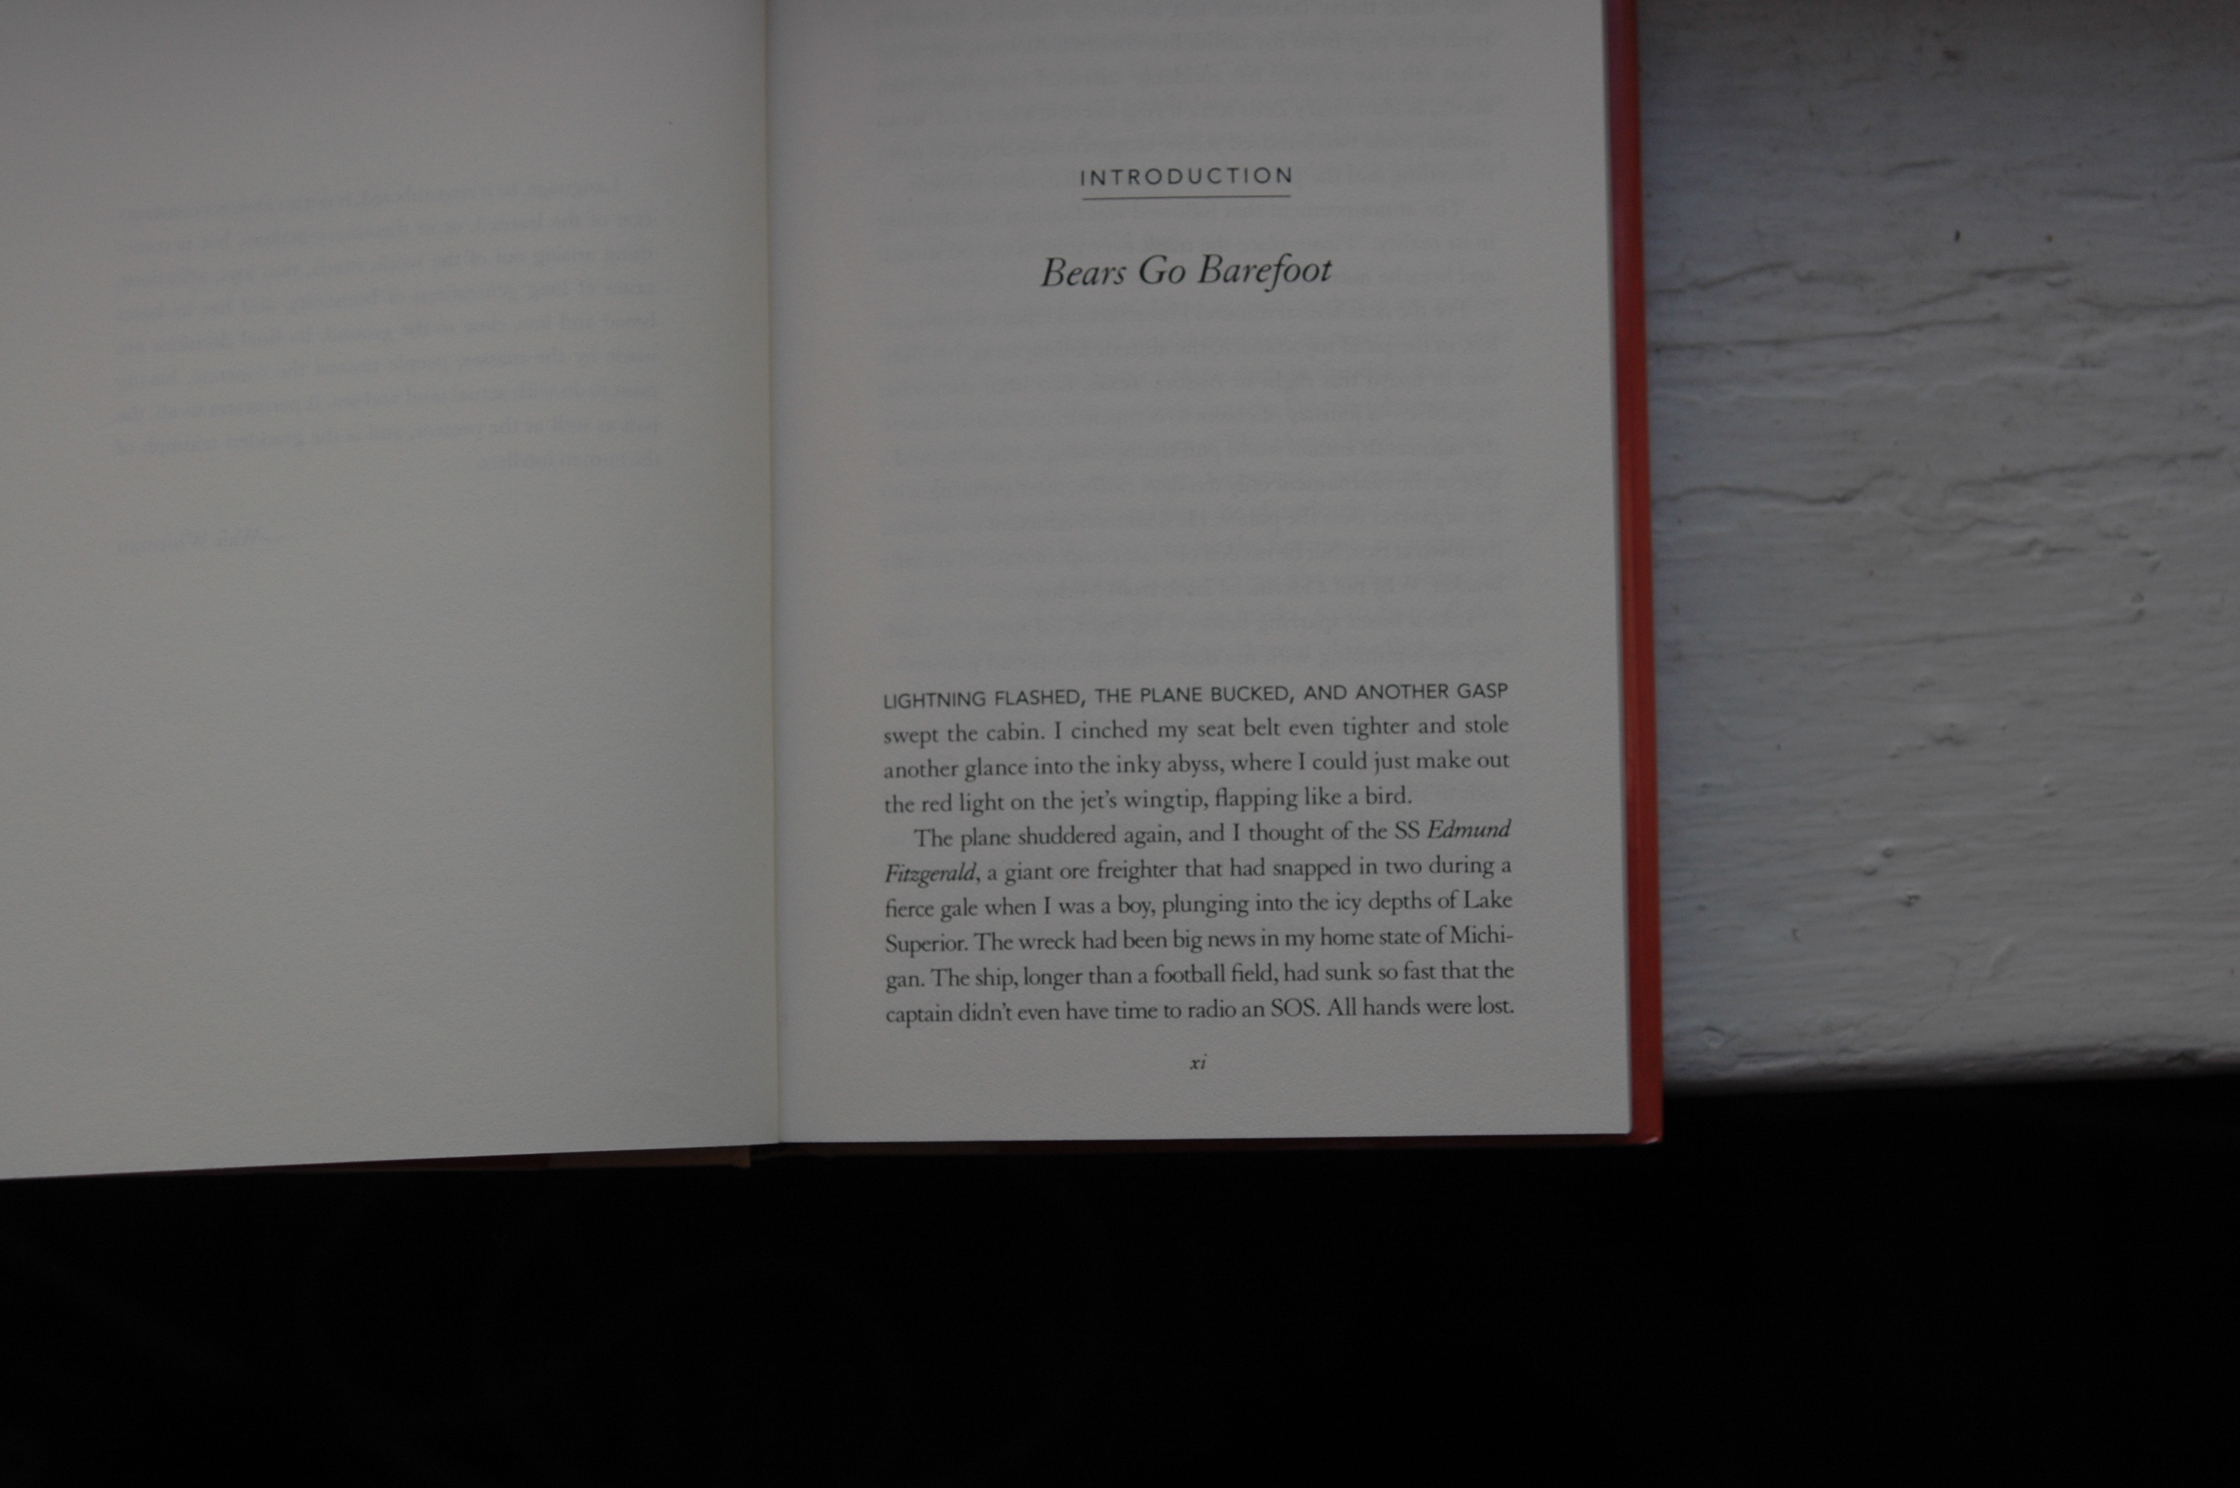 INTRODUCTION
Bears Go Barefoot
LIGHTNING FLASHED, THE PLANE BUCKED, AND ANOTHER GASP
swept the cabin. I cinched my seat belt even tighter and stole
another glance into the inky abyss, where I could just make out
the red light on the jet's wingtip, flapping like a bird.
The plane shuddered again, and I thought of the SS Edmund
Fitzgerald, a giant ore freighter that had snapped in two during a
fierce gale when I was a boy, plunging into the icy depths of Lake
Superior. The wreck had been big news in my home state of Michi-
gan. The ship, longer than a football field, had sunk so fast that the
captain didn't even have time to radio an SOS. All hands were lost.
xi